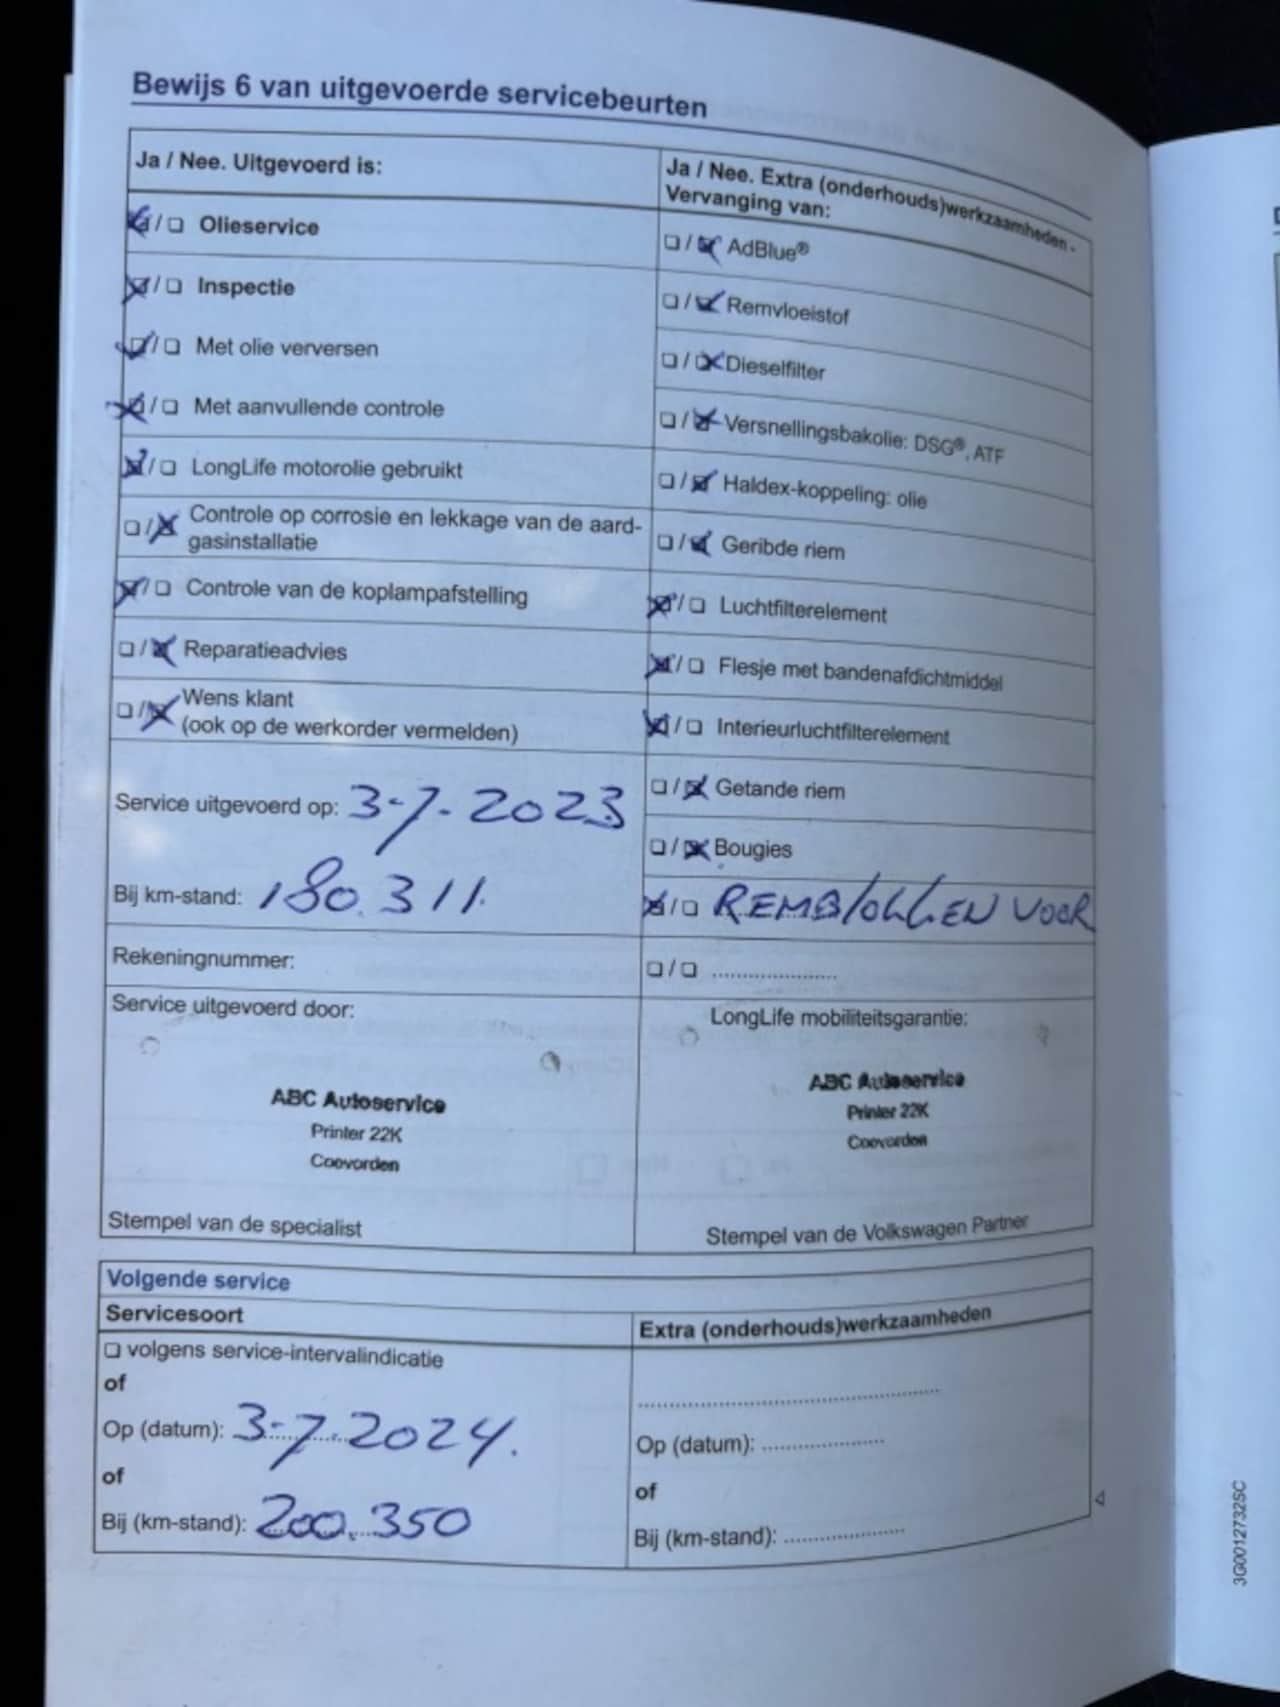 Bewijs 6 van uitgevoerde servicebeurten
Ja / Nee. Uitgevoerd is:
☒/☐ Olieservice
☒/☐ Inspectie
☒/☐ Met olie verversen
☒/☐ Met aanvullende controle
☒/☐ LongLife motorolie gebruikt
☐/☒ Controle op corrosie en lekkage van de aard-
gasinstallatie
☒/☐ Controle van de koplampafstelling
☐/☒ Reparatieadvies
☐/☒ Wens klant
(ook op de werkorder vermelden)
Service uitgevoerd op: 3-7-2023
Bij km-stand: 180.311.
Rekeningnummer:
Service uitgevoerd door:
ABC Autoservice
Printer 22K
Coevorden
Stempel van de specialist
Ja / Nee. Extra (onderhouds)werkzaamheden -
Vervanging van:
☐/☒ AdBlue®
☐/☒ Remvloeistof
☐/☒ Dieselfilter
☐/☒ Versnellingsbakolie: DSG®, ATF
☐/☒ Haldex-koppeling: olie
☐/☒ Geribde riem
☒/☐ Luchtfilterelement
☒/☐ Flesje met bandenafdichtmiddel
☒/☐ Interieurluchtfilterelement
☐/☒ Getande riem
☐/☒ Bougies
☒/☐ REMBLOKKEN VOOR
☐/☐ ....................
LongLife mobiliteitsgarantie:
ABC Autoservice
Printer 22K
Coevorden
Stempel van de Volkswagen Partner
Volgende service
Servicesoort
☐ volgens service-intervalindicatie
of
Op (datum): 3-7-2024.
of
Bij (km-stand): 200.350
Extra (onderhouds)werkzaamheden
................................................
Op (datum): ....................
of
Bij (km-stand): ....................
3G0012732SC